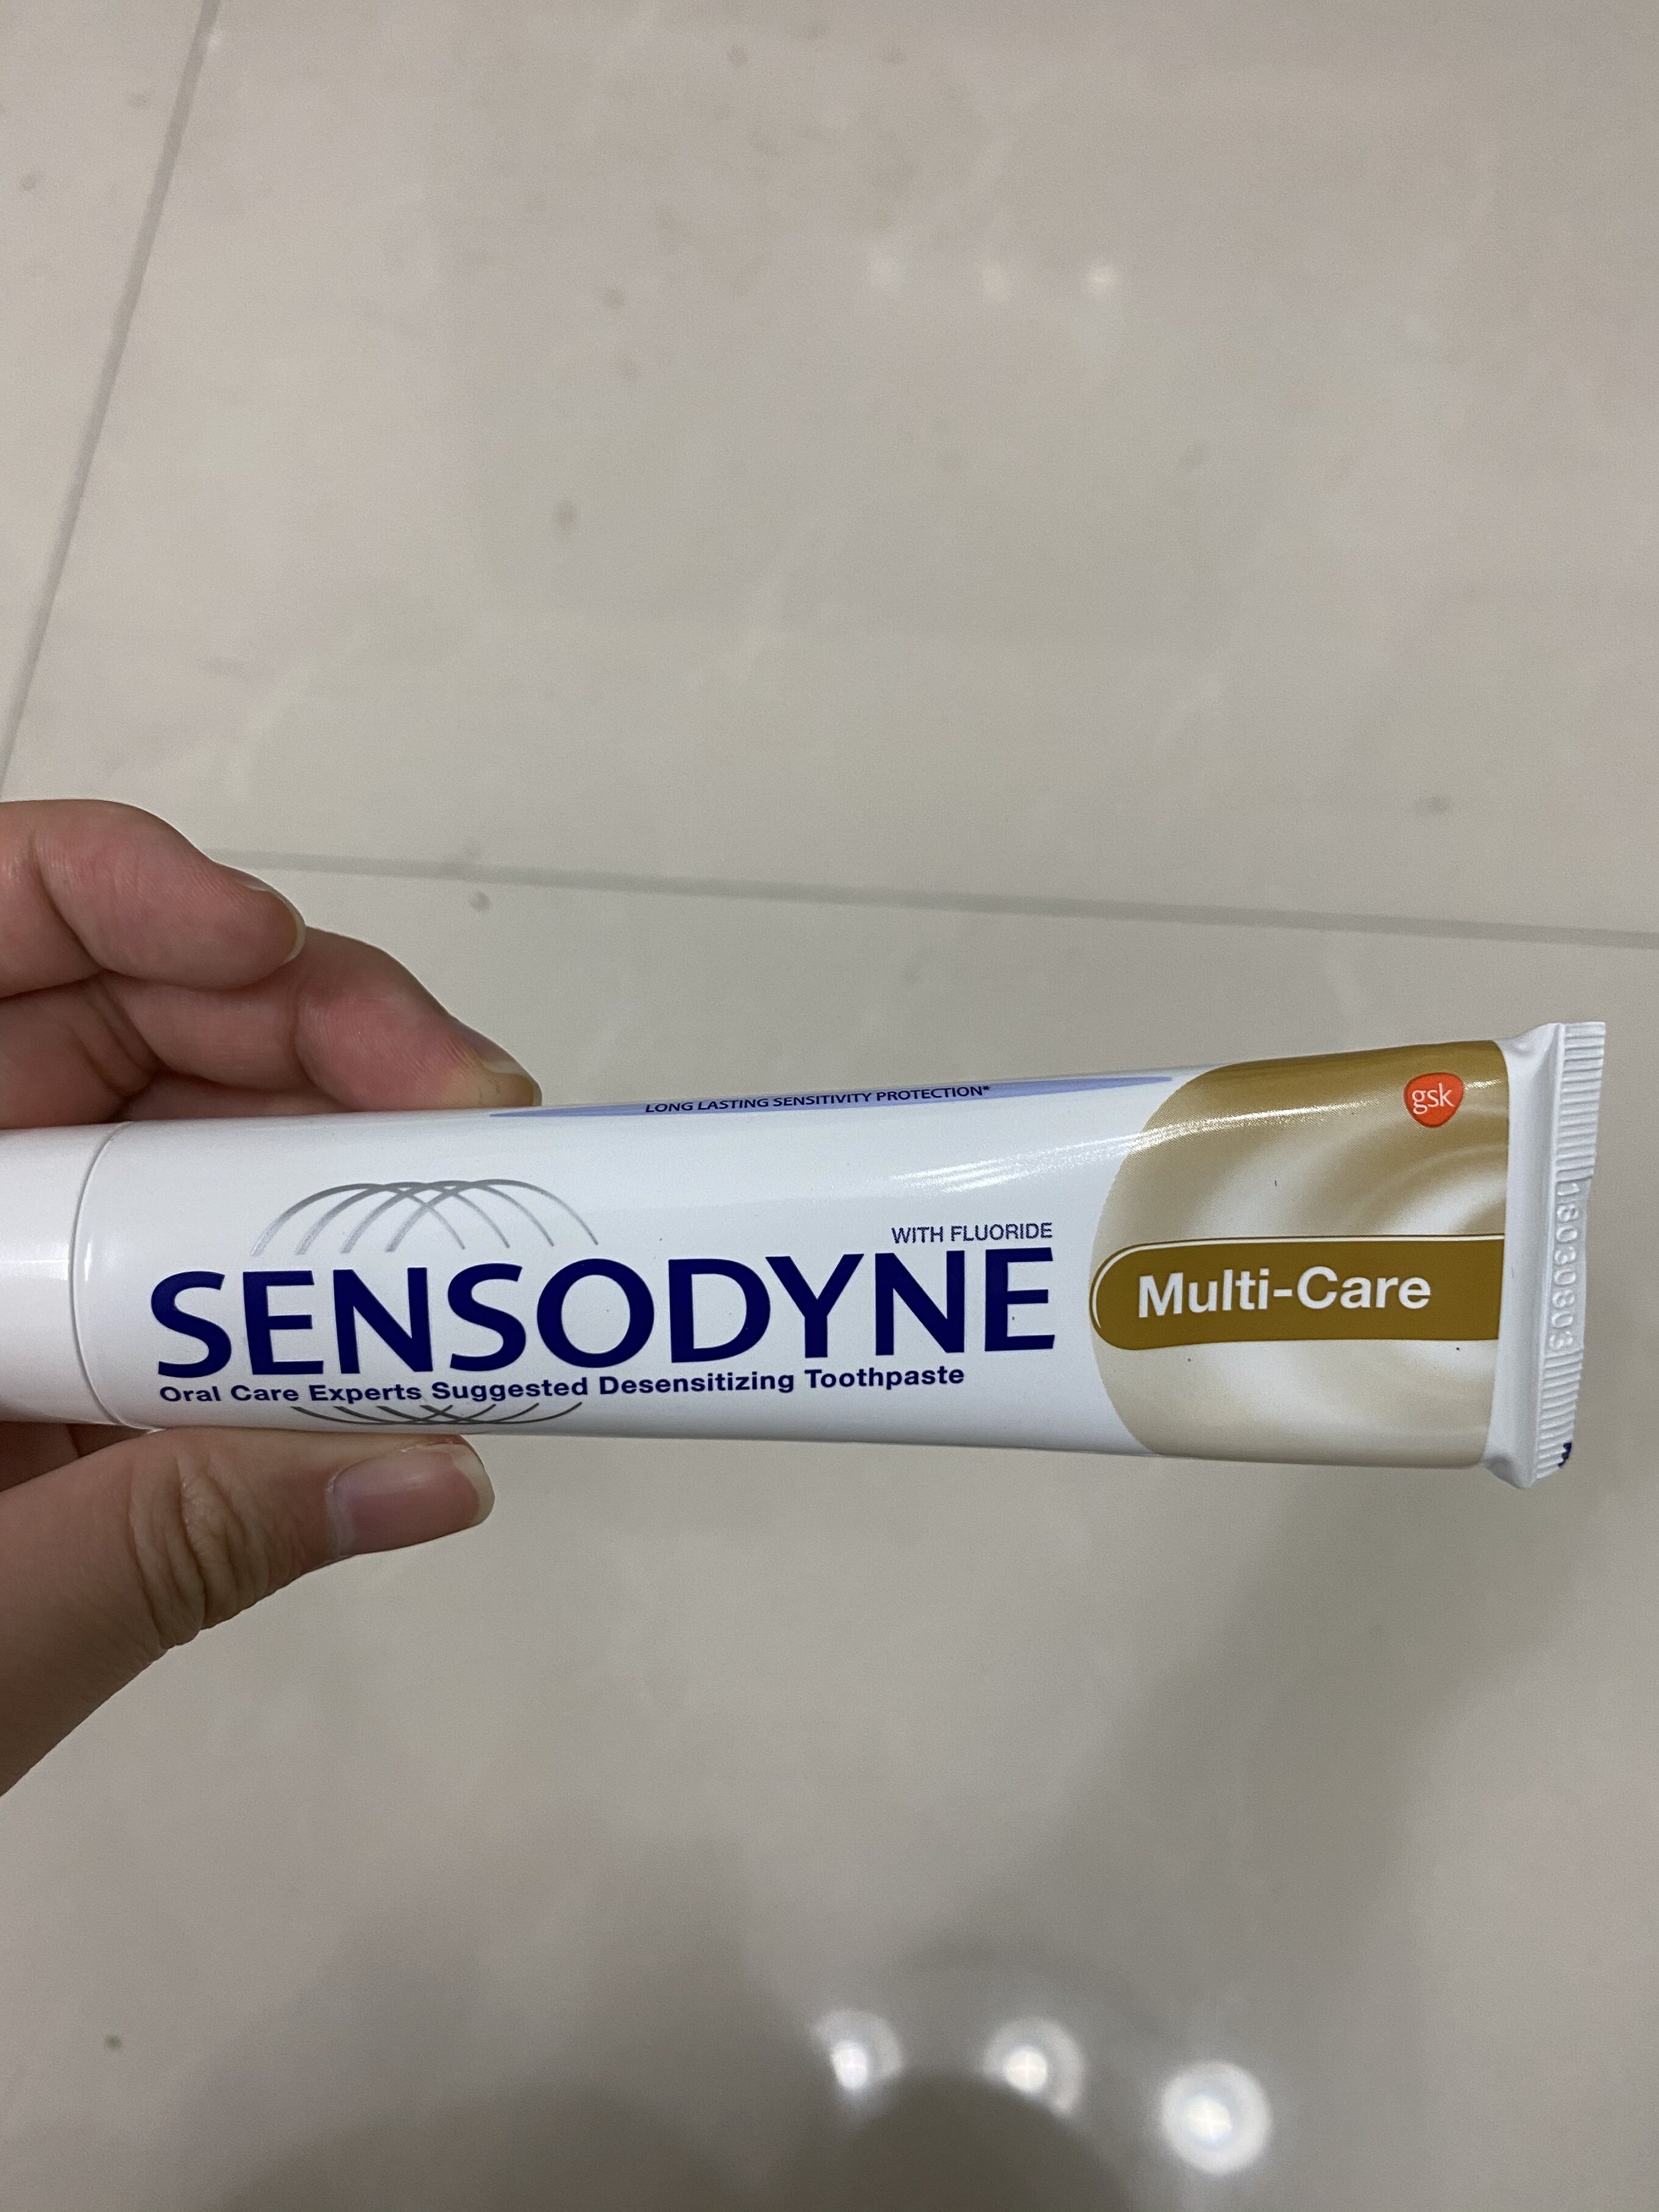 LONG LASTING SENSITIVITY PROTECTION*
gsk
WITH FLUORIDE
SENSODYNE
Multi-Care
Oral Care Experts Suggested Desensitizing Toothpaste